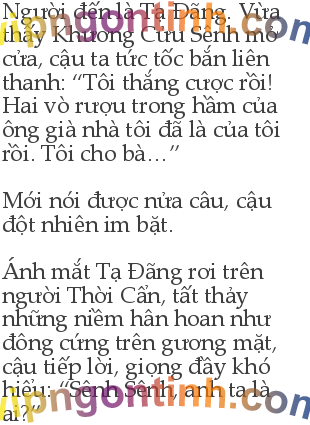 Người đến là Tạ Đãng. Vừa
thấy Khương Cửu Sênh mở
cửa, cậu ta tức tốc bắn liên
thanh: “Tôi thắng cược rồi!
Hai vò rượu trong hầm của
ông già nhà tôi đã là của tôi
rồi. Tôi cho bà...”
Mới nói được nửa câu, cậu
đột nhiên im bặt.
Ánh mắt Tạ Đãng rơi trên
người Thời Cẩn, tất thảy
những niềm hân hoan như
đông cứng trên gương mặt,
cậu tiếp lời, giọng đầy khó
hiểu: “Sênh Sênh, anh ta là
ai?”
vipngontinh.com
vipngontinh.com